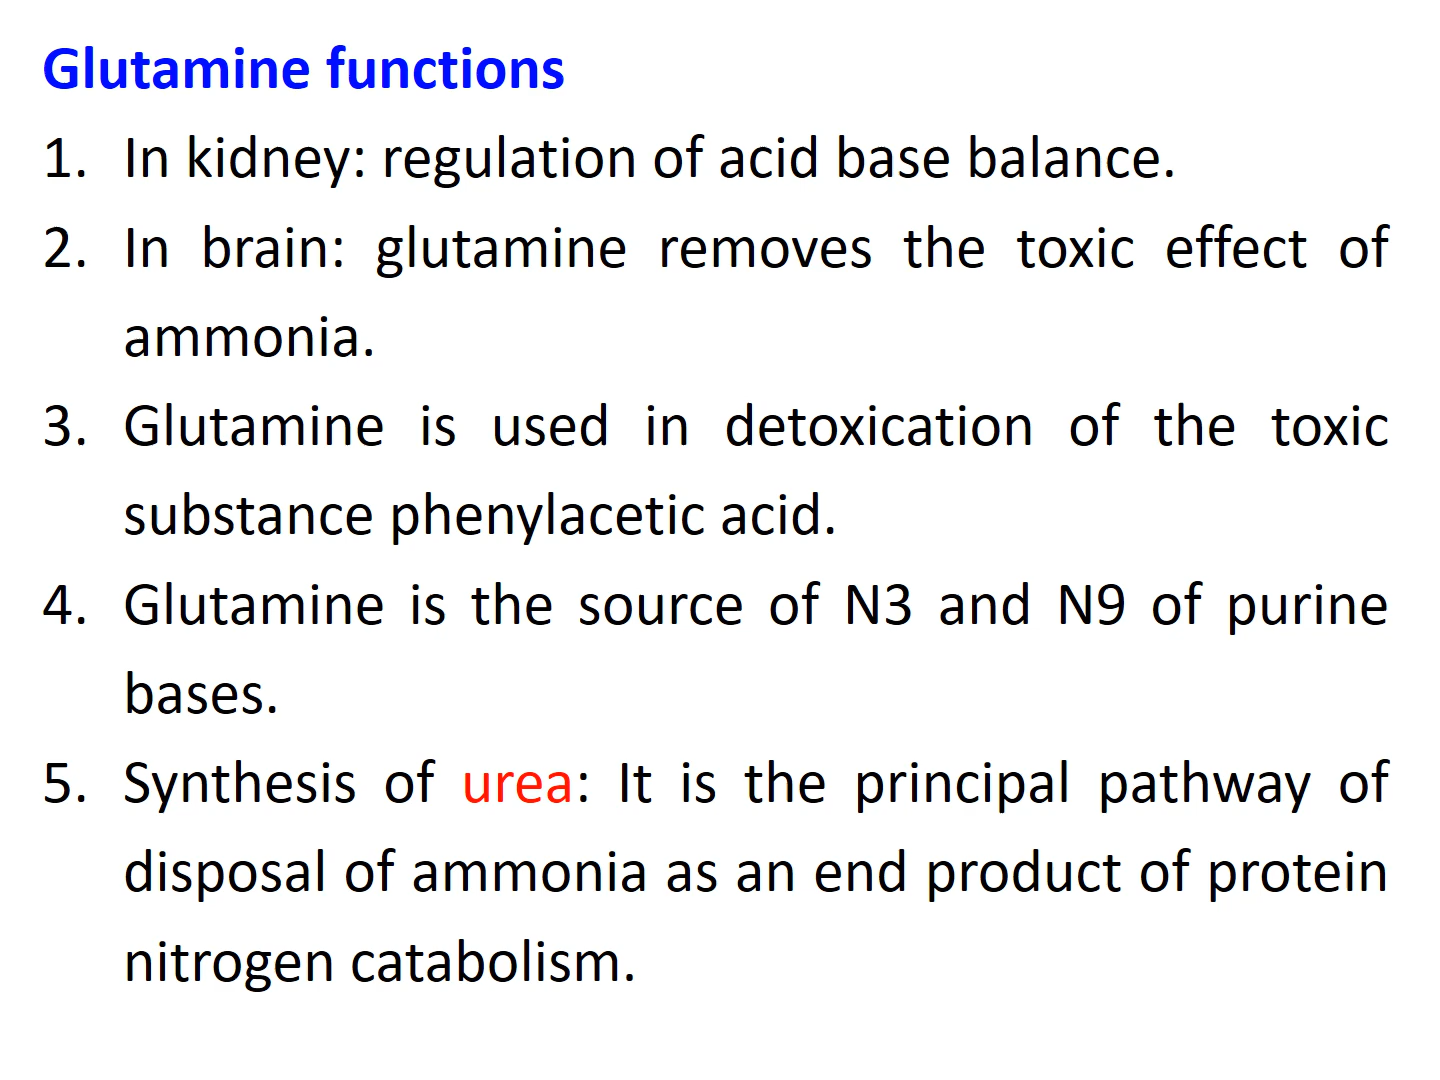 Glutamine functions
1. In kidney: regulation of acid base balance.
2. In brain: glutamine removes the toxic effect of
ammonia.
3. Glutamine is used in detoxication of the toxic
substance phenylacetic acid.
4. Glutamine is the source of N3 and N9 of purine
bases.
5. Synthesis of urea: It is the principal pathway of
disposal of ammonia as an end product of protein
nitrogen catabolism.